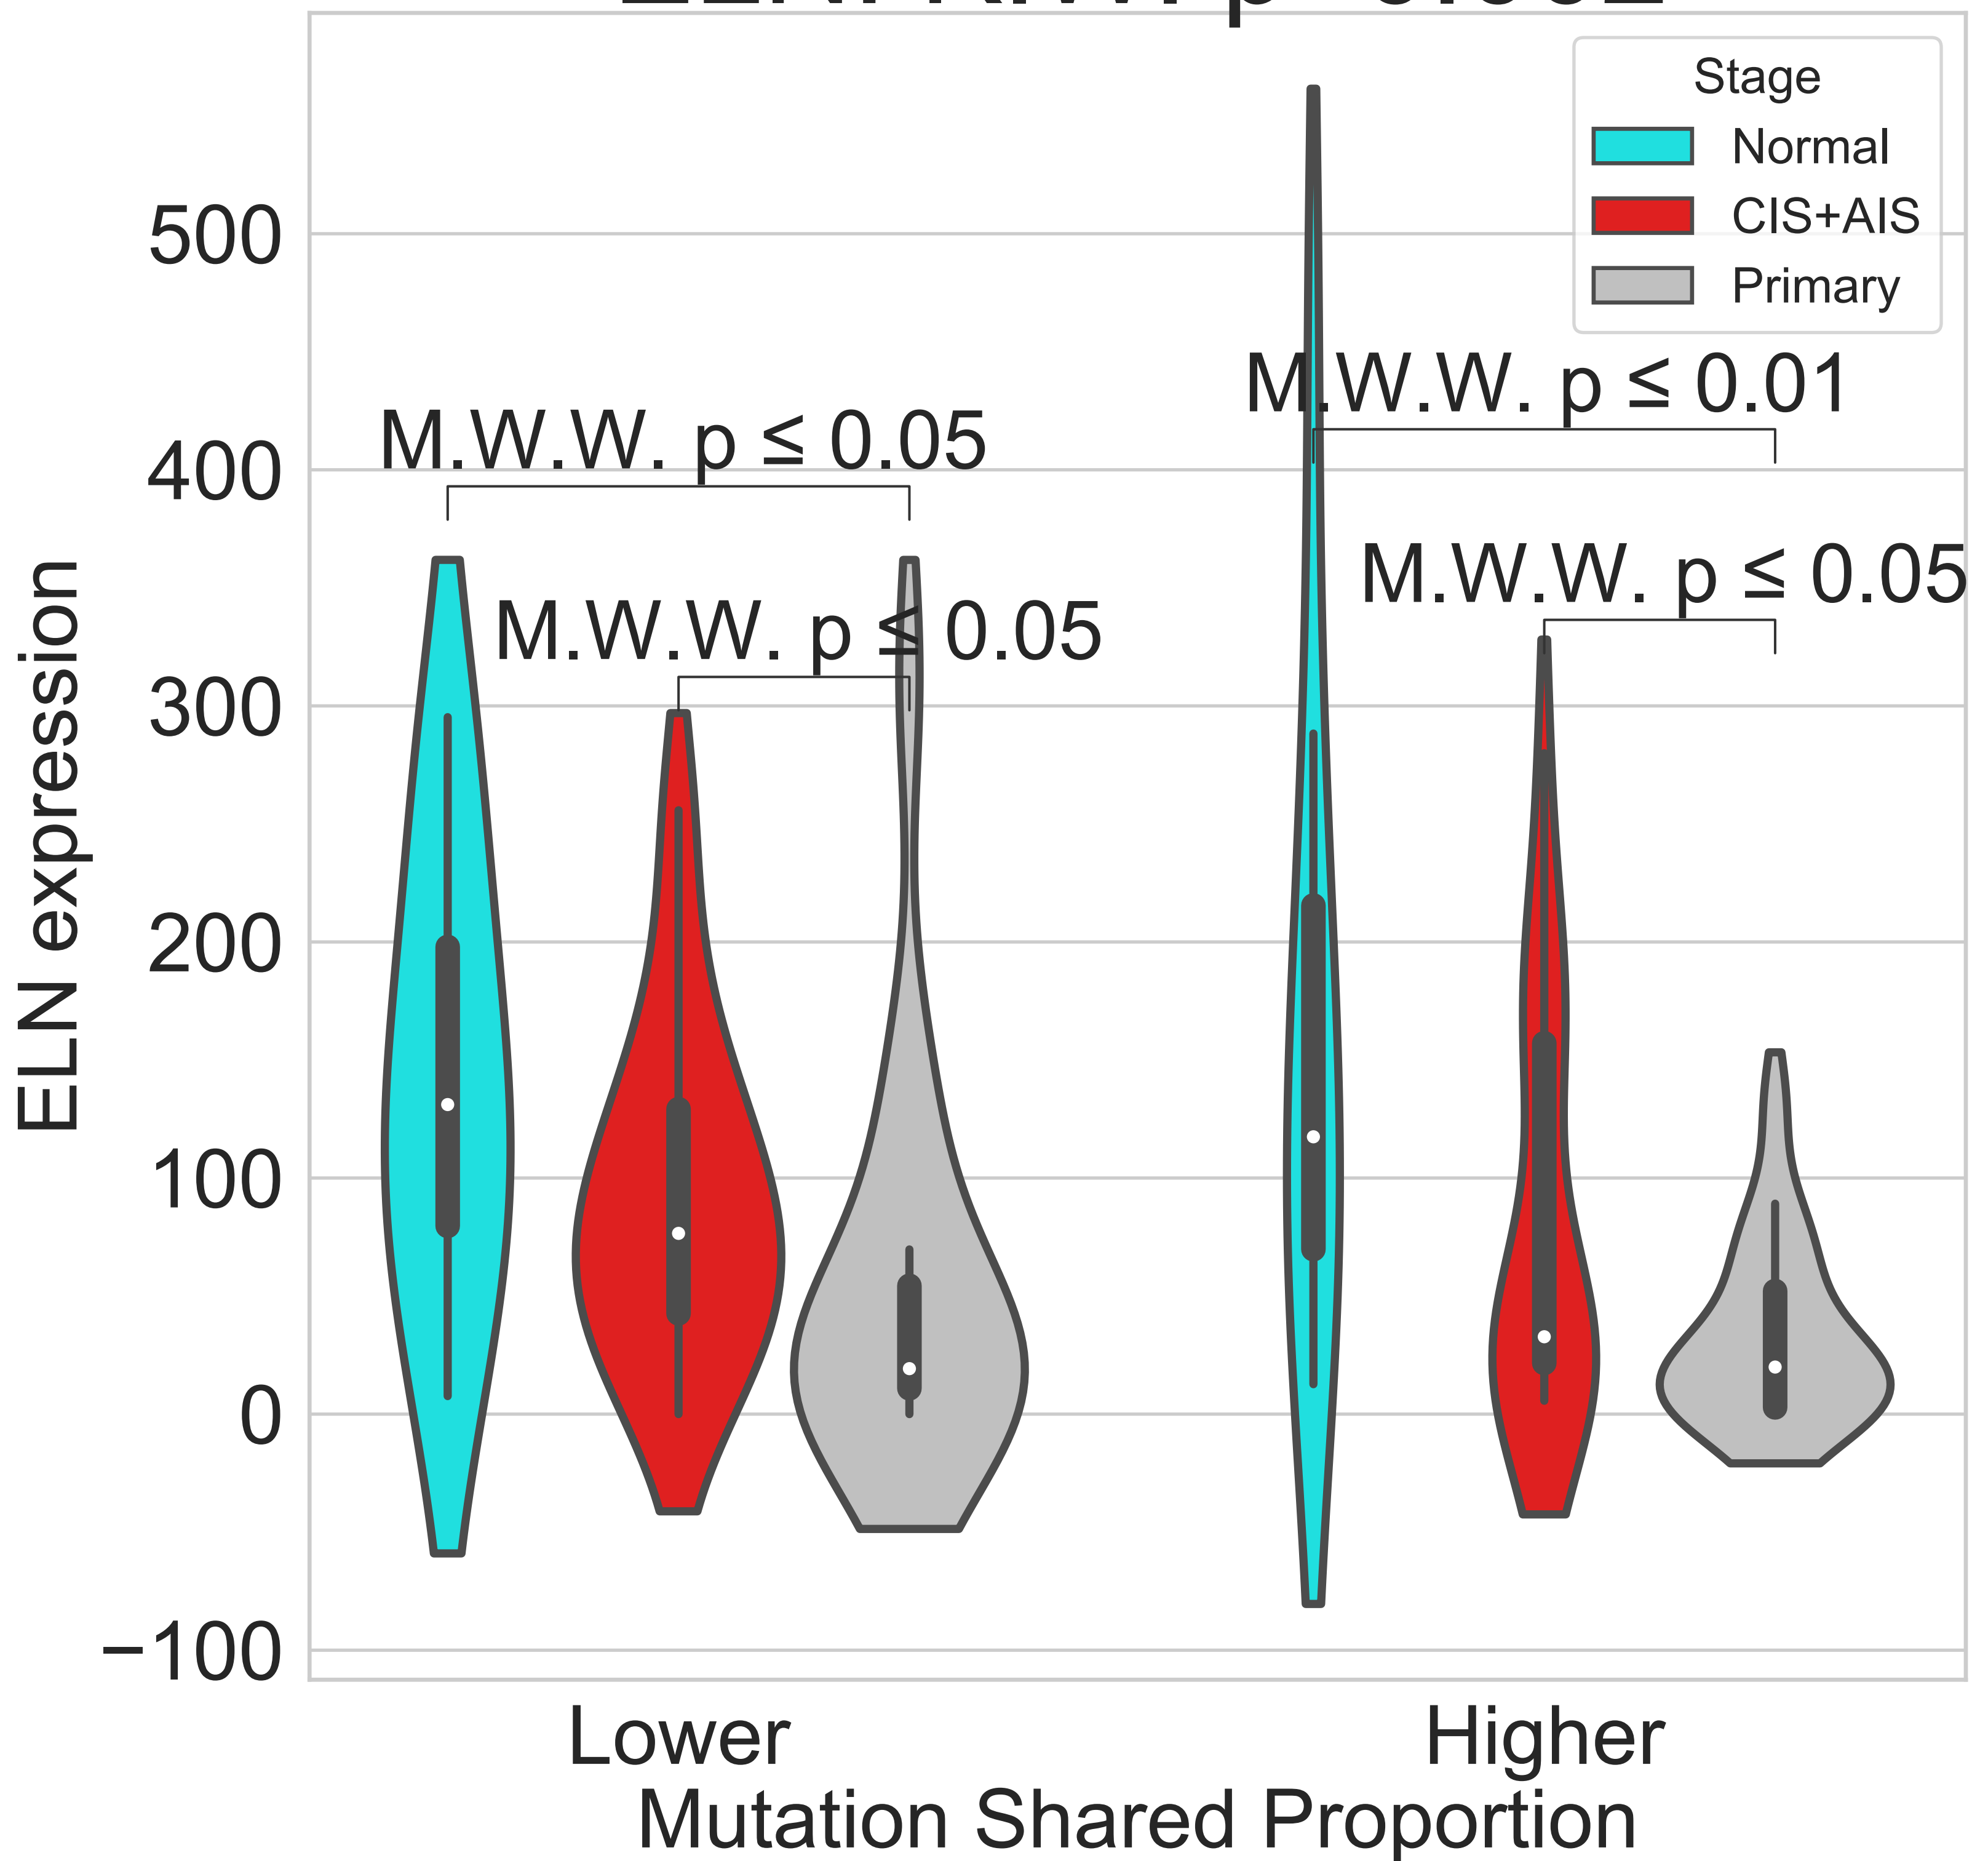 Stage
Normal
CIS+AIS
Primary
M.W.W. p ≤ 0.01
M.W.W. p ≤ 0.05
M.W.W. p ≤ 0.05
M.W.W. p ≤ 0.05
500
400
300
200
100
0
−100
ELN expression
Lower
Higher
Mutation Shared Proportion